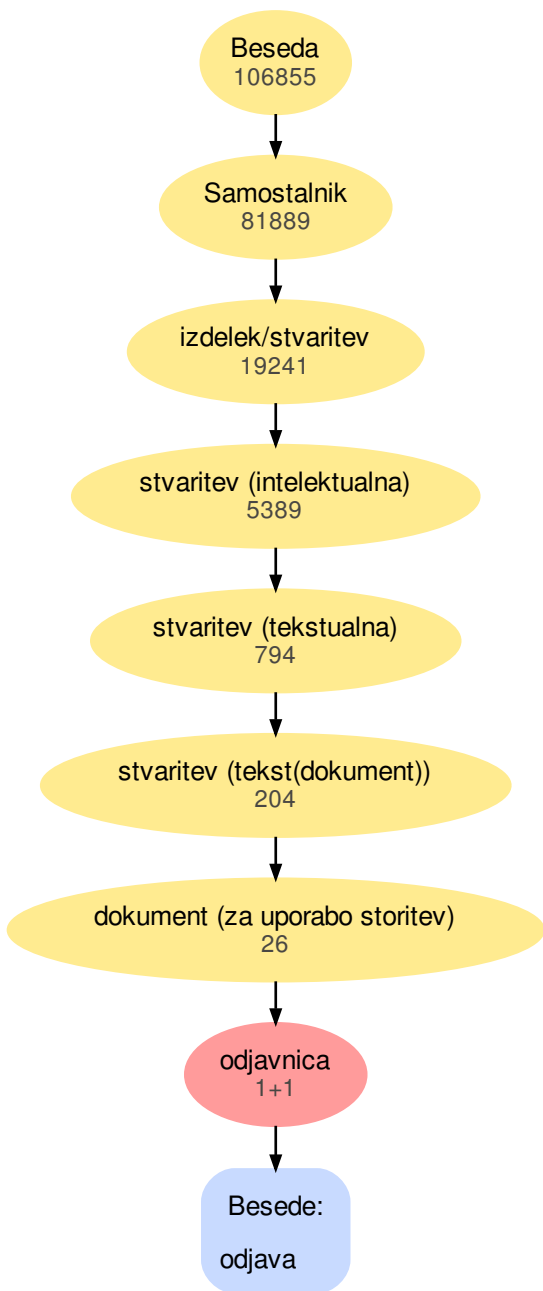 Beseda
106855
Samostalnik
81889
izdelek/stvaritev
19241
stvaritev (intelektualna)
5389
stvaritev (tekstualna)
794
stvaritev (tekst(dokument))
204
dokument (za uporabo storitev)
26
odjavnica
1+1
Besede:
odjava